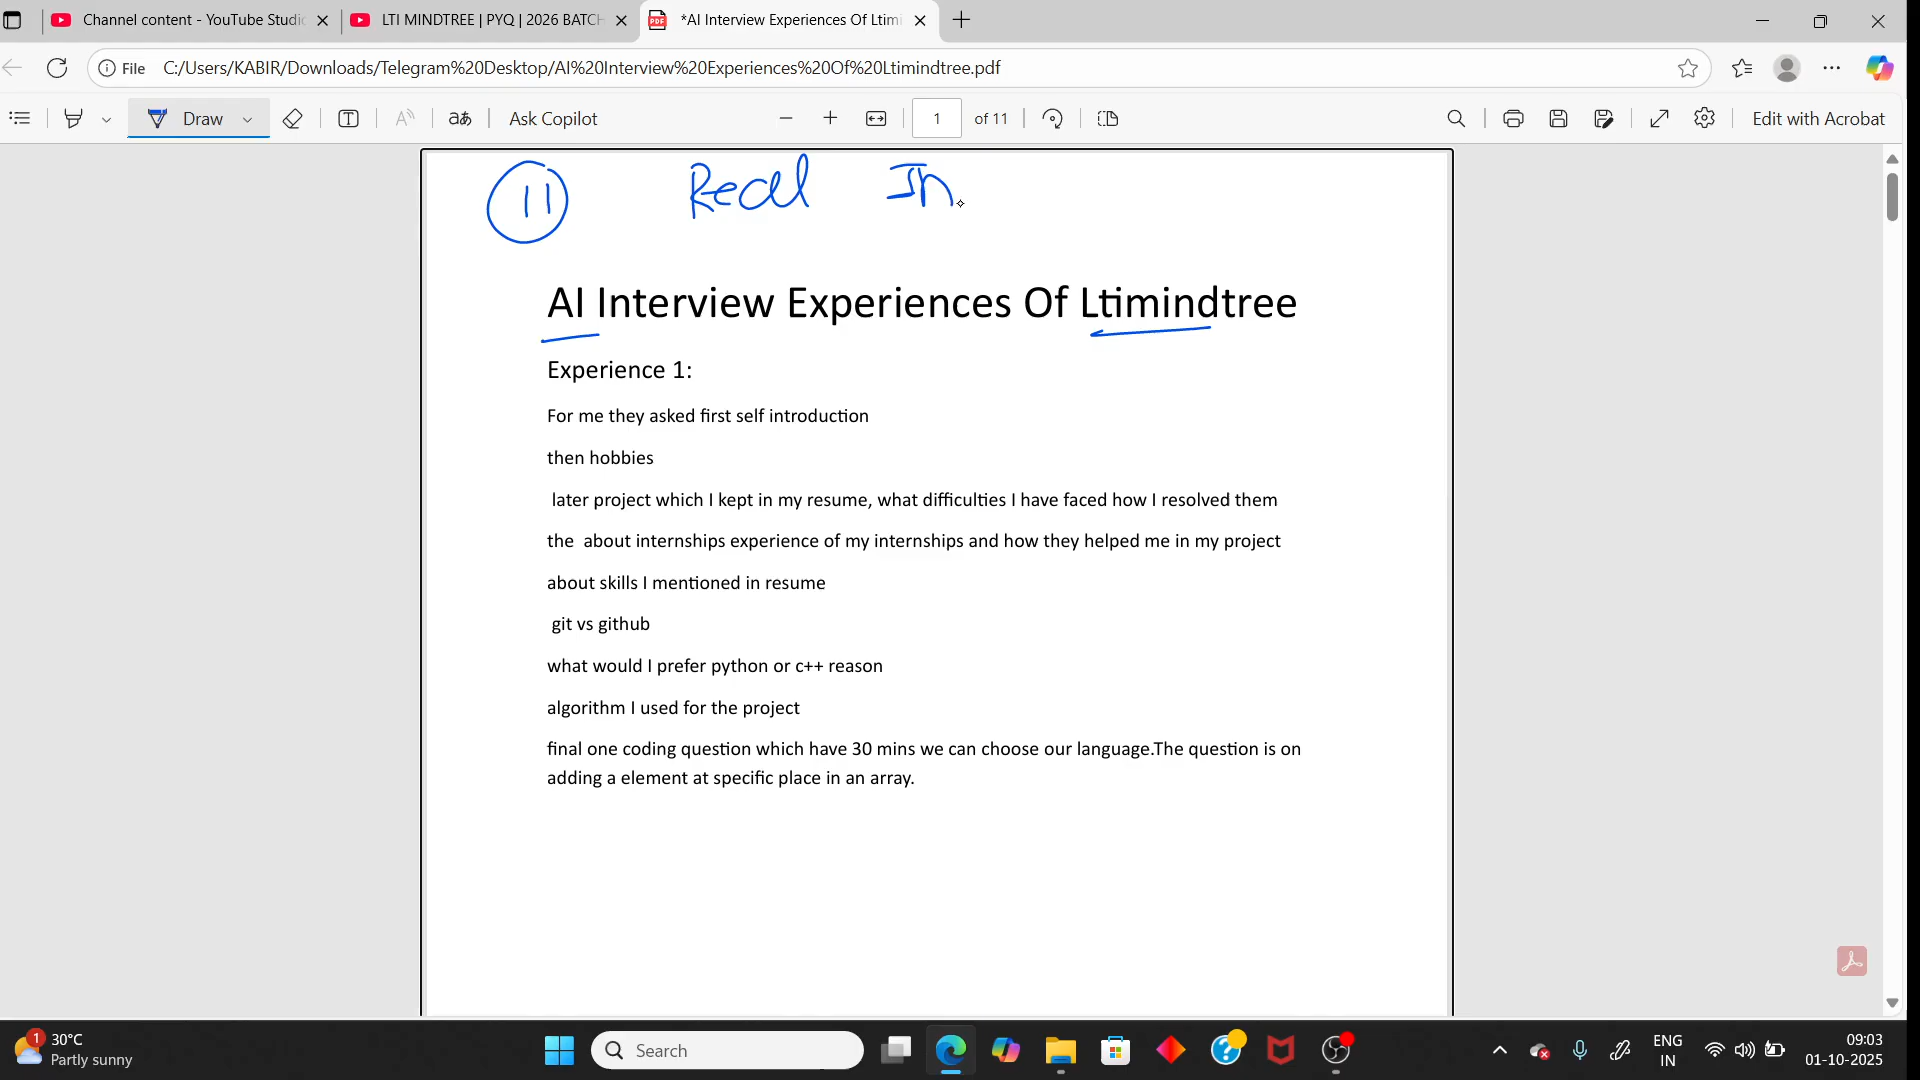 Channel content - YouTube Studio
LTI MINDTREE | PYQ | 2026 BATCH
*AI Interview Experiences Of Ltimi
File
C:/Users/KABIR/Downloads/Telegram%20Desktop/AI%20Interview%20Experiences%20Of%20Ltimindtree.pdf
Draw
Ask Copilot
1 of 11
Edit with Acrobat
11 Real In
AI Interview Experiences Of Ltimindtree
Experience 1:
For me they asked first self introduction
then hobbies
later project which I kept in my resume, what difficulties I have faced how I resolved them
the about internships experience of my internships and how they helped me in my project
about skills I mentioned in resume
git vs github
what would I prefer python or c++ reason
algorithm I used for the project
final one coding question which have 30 mins we can choose our language.The question is on
adding a element at specific place in an array.
1
30°C
Partly sunny
Search
ENG
IN
09:03
01-10-2025